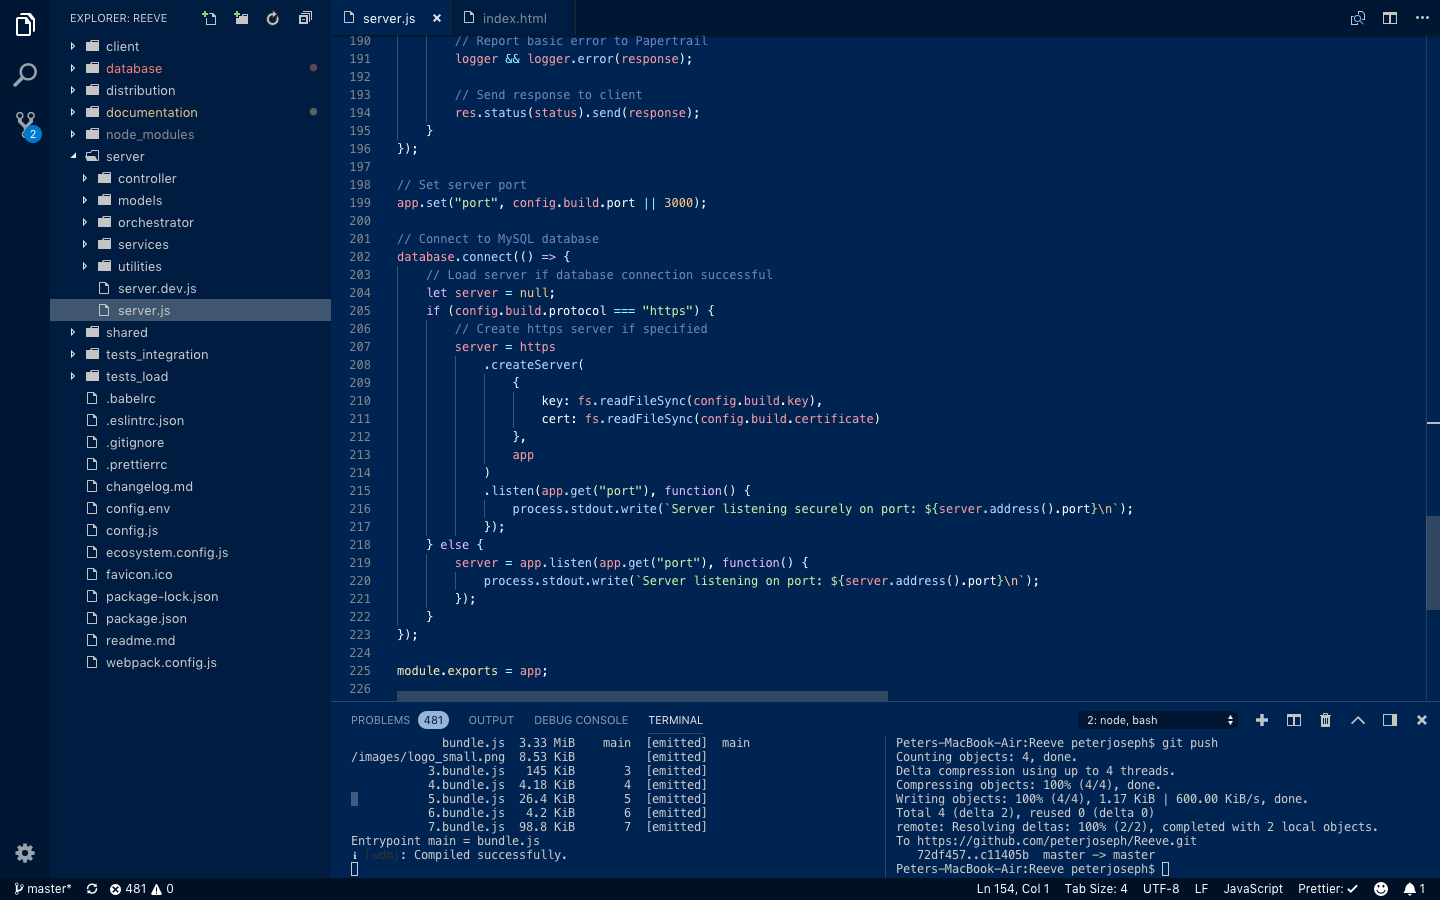 EXPLORER: REEVE
client
database
distribution
documentation
node_modules
server
controller
models
orchestrator
services
utilities
server.dev.js
server.js
shared
tests_integration
tests_load
.babelrc
.eslintrc.json
.gitignore
.prettierrc
changelog.md
config.env
config.js
ecosystem.config.js
favicon.ico
package-lock.json
package.json
readme.md
webpack.config.js
2
server.js × index.html
190 // Report basic error to Papertrail
191 logger && logger.error(response);
192
193 // Send response to client
194 res.status(status).send(response);
195 }
196 });
197
198 // Set server port
199 app.set("port", config.build.port || 3000);
200
201 // Connect to MySQL database
202 database.connect(() => {
203 // Load server if database connection successful
204 let server = null;
205 if (config.build.protocol === "https") {
206 // Create https server if specified
207 server = https
208 .createServer(
209 {
210 key: fs.readFileSync(config.build.key),
211 cert: fs.readFileSync(config.build.certificate)
212 },
213 app
214 )
215 .listen(app.get("port"), function() {
216 process.stdout.write(`Server listening securely on port: ${server.address().port}\n`);
217 });
218 } else {
219 server = app.listen(app.get("port"), function() {
220 process.stdout.write(`Server listening on port: ${server.address().port}\n`);
221 });
222 }
223 });
224
225 module.exports = app;
226
PROBLEMS 481 OUTPUT DEBUG CONSOLE TERMINAL 2: node, bash
bundle.js 3.33 MiB main [emitted] main
/images/logo_small.png 8.53 KiB [emitted]
3.bundle.js 145 KiB 3 [emitted]
4.bundle.js 4.18 KiB 4 [emitted]
5.bundle.js 26.4 KiB 5 [emitted]
6.bundle.js 4.2 KiB 6 [emitted]
7.bundle.js 98.8 KiB 7 [emitted]
Entrypoint main = bundle.js
ℹ ｢wdm｣: Compiled successfully.
Peters-MacBook-Air:Reeve peterjoseph$ git push
Counting objects: 4, done.
Delta compression using up to 4 threads.
Compressing objects: 100% (4/4), done.
Writing objects: 100% (4/4), 1.17 KiB | 600.00 KiB/s, done.
Total 4 (delta 2), reused 0 (delta 0)
remote: Resolving deltas: 100% (2/2), completed with 2 local objects.
To https://github.com/peterjoseph/Reeve.git
72df457..c11405b master -> master
Peters-MacBook-Air:Reeve peterjoseph$
master* 481 0 Ln 154, Col 1 Tab Size: 4 UTF-8 LF JavaScript Prettier: ✓ 1